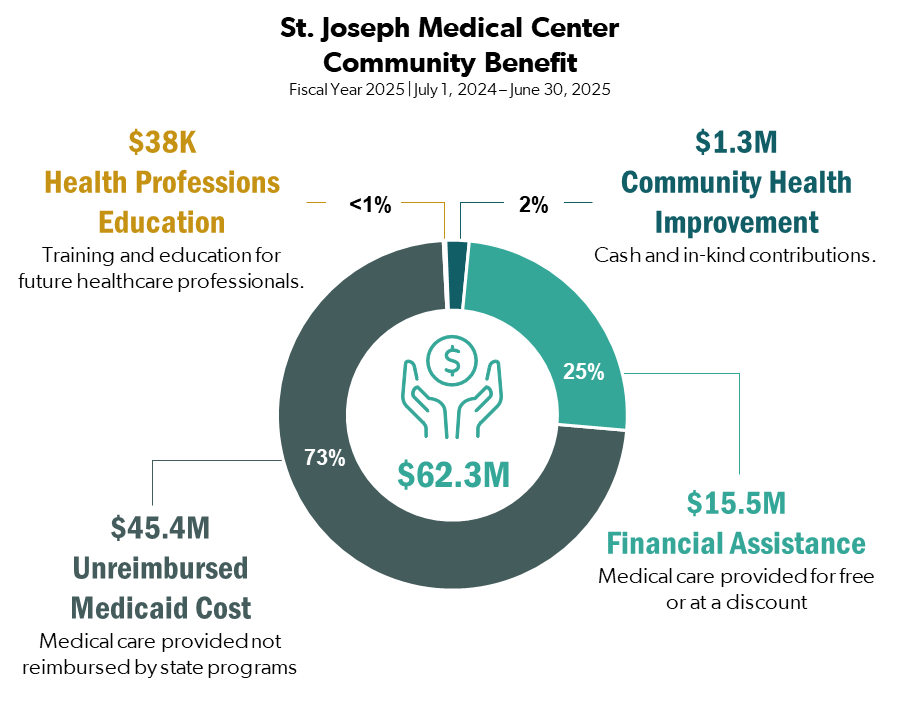 St. Joseph Medical Center
Community Benefit
Fiscal Year 2025 | July 1, 2024 – June 30, 2025
$38K
Health Professions
Education
Training and education for
future healthcare professionals.
<1%
2%
$1.3M
Community Health
Improvement
Cash and in-kind contributions.
25%
$
73%
$62.3M
$15.5M
Financial Assistance
Medical care provided for free
or at a discount
$45.4M
Unreimbursed
Medicaid Cost
Medical care provided not
reimbursed by state programs